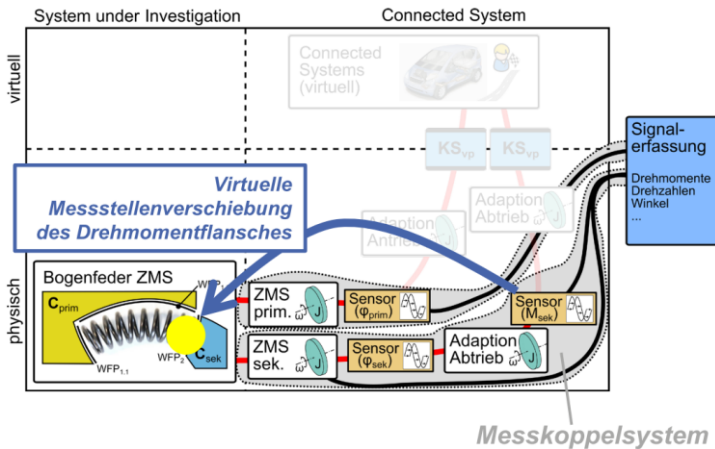 System under Investigation
Connected System
virtuell
Connected
Systems
(virtuell)
KSvp
KSvp
Signal-
erfassung
Drehmomente
Drehzahlen
Winkel
...
Virtuelle
Messstellenverschiebung
des Drehmomentflansches
Adaption
Antrieb
ω
J
Adaption
Abtrieb
ω
J
physisch
Bogenfeder ZMS
Cprim
WFP
WFP2
WFP1.1
Csek
ZMS
prim.
ω
J
Sensor
(φprim)
Sensor
(Msek)
ZMS
sek.
ω
J
Sensor
(φsek)
Adaption
Abtrieb
ω
J
Messkoppelsystem